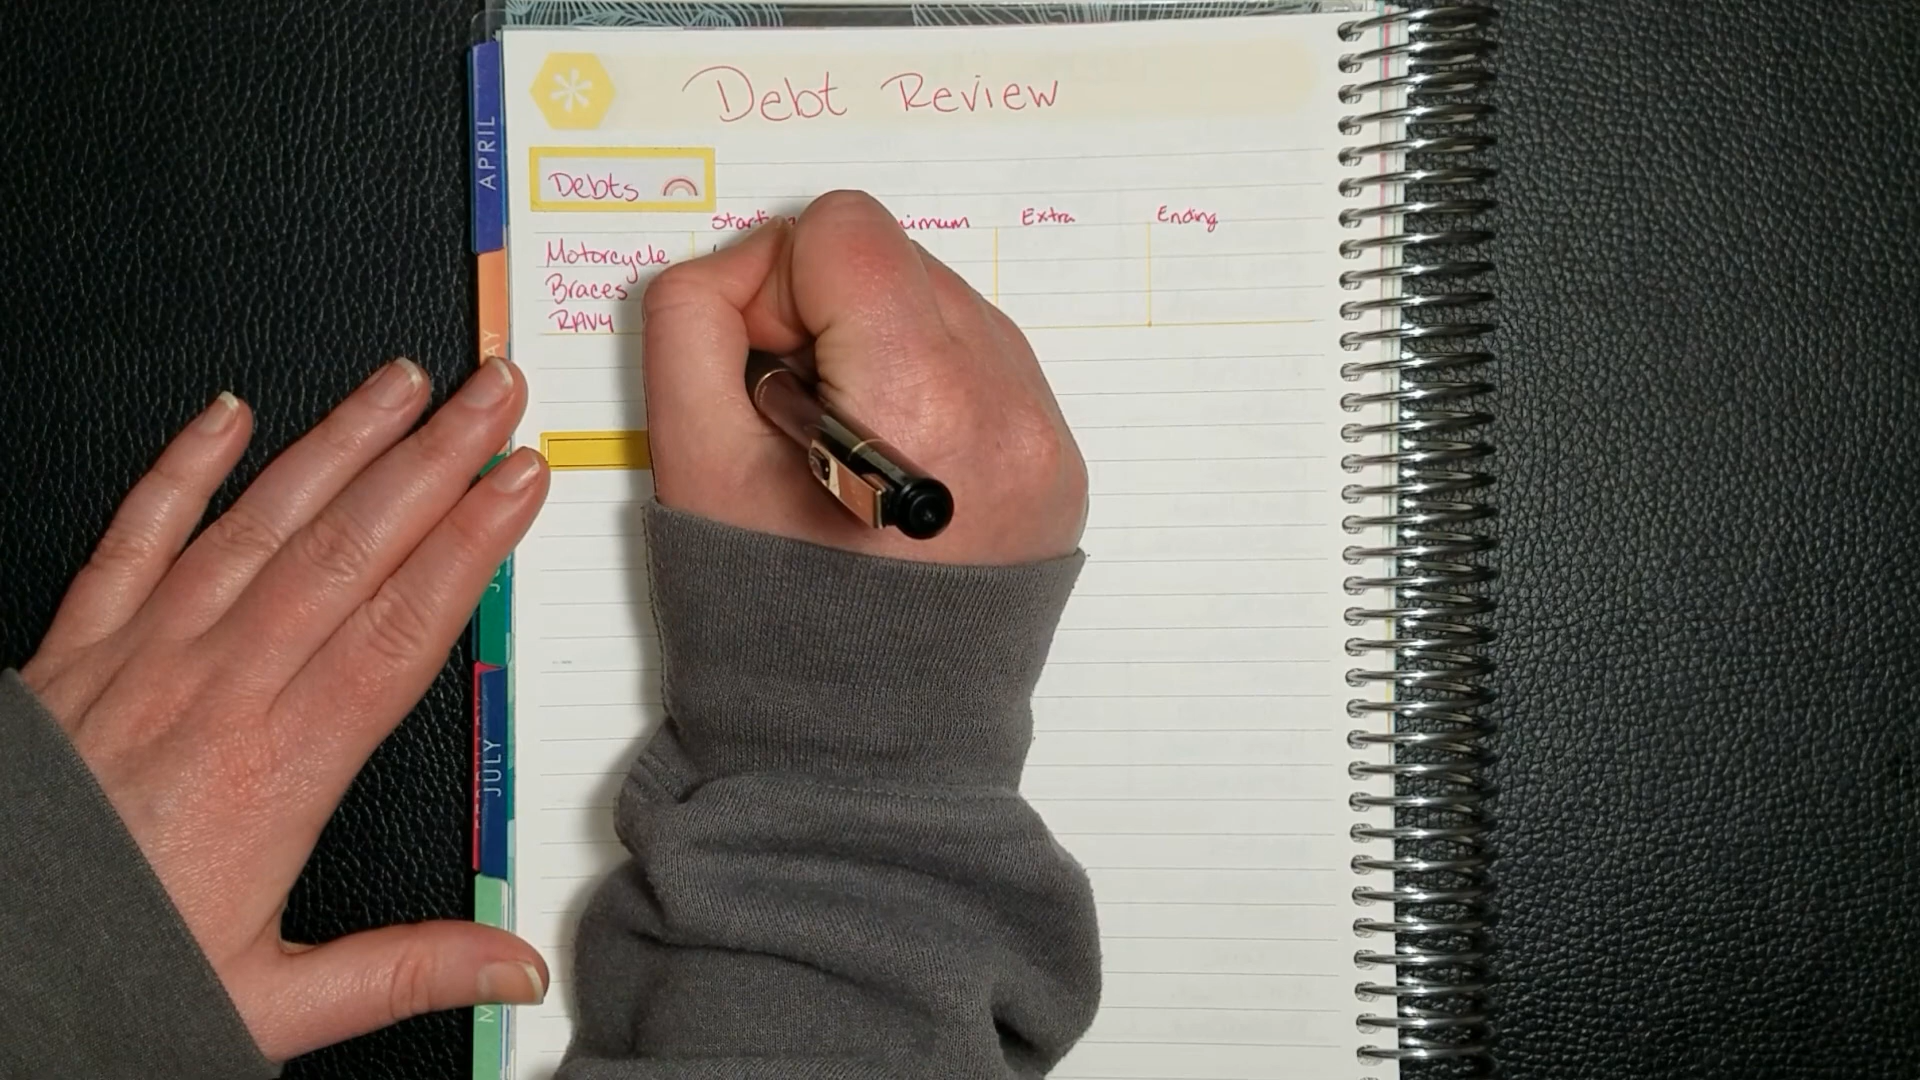 Debt Review
Debts
Extra Ending
Motorcycle
Braces
RAV4
APRIL
JULY